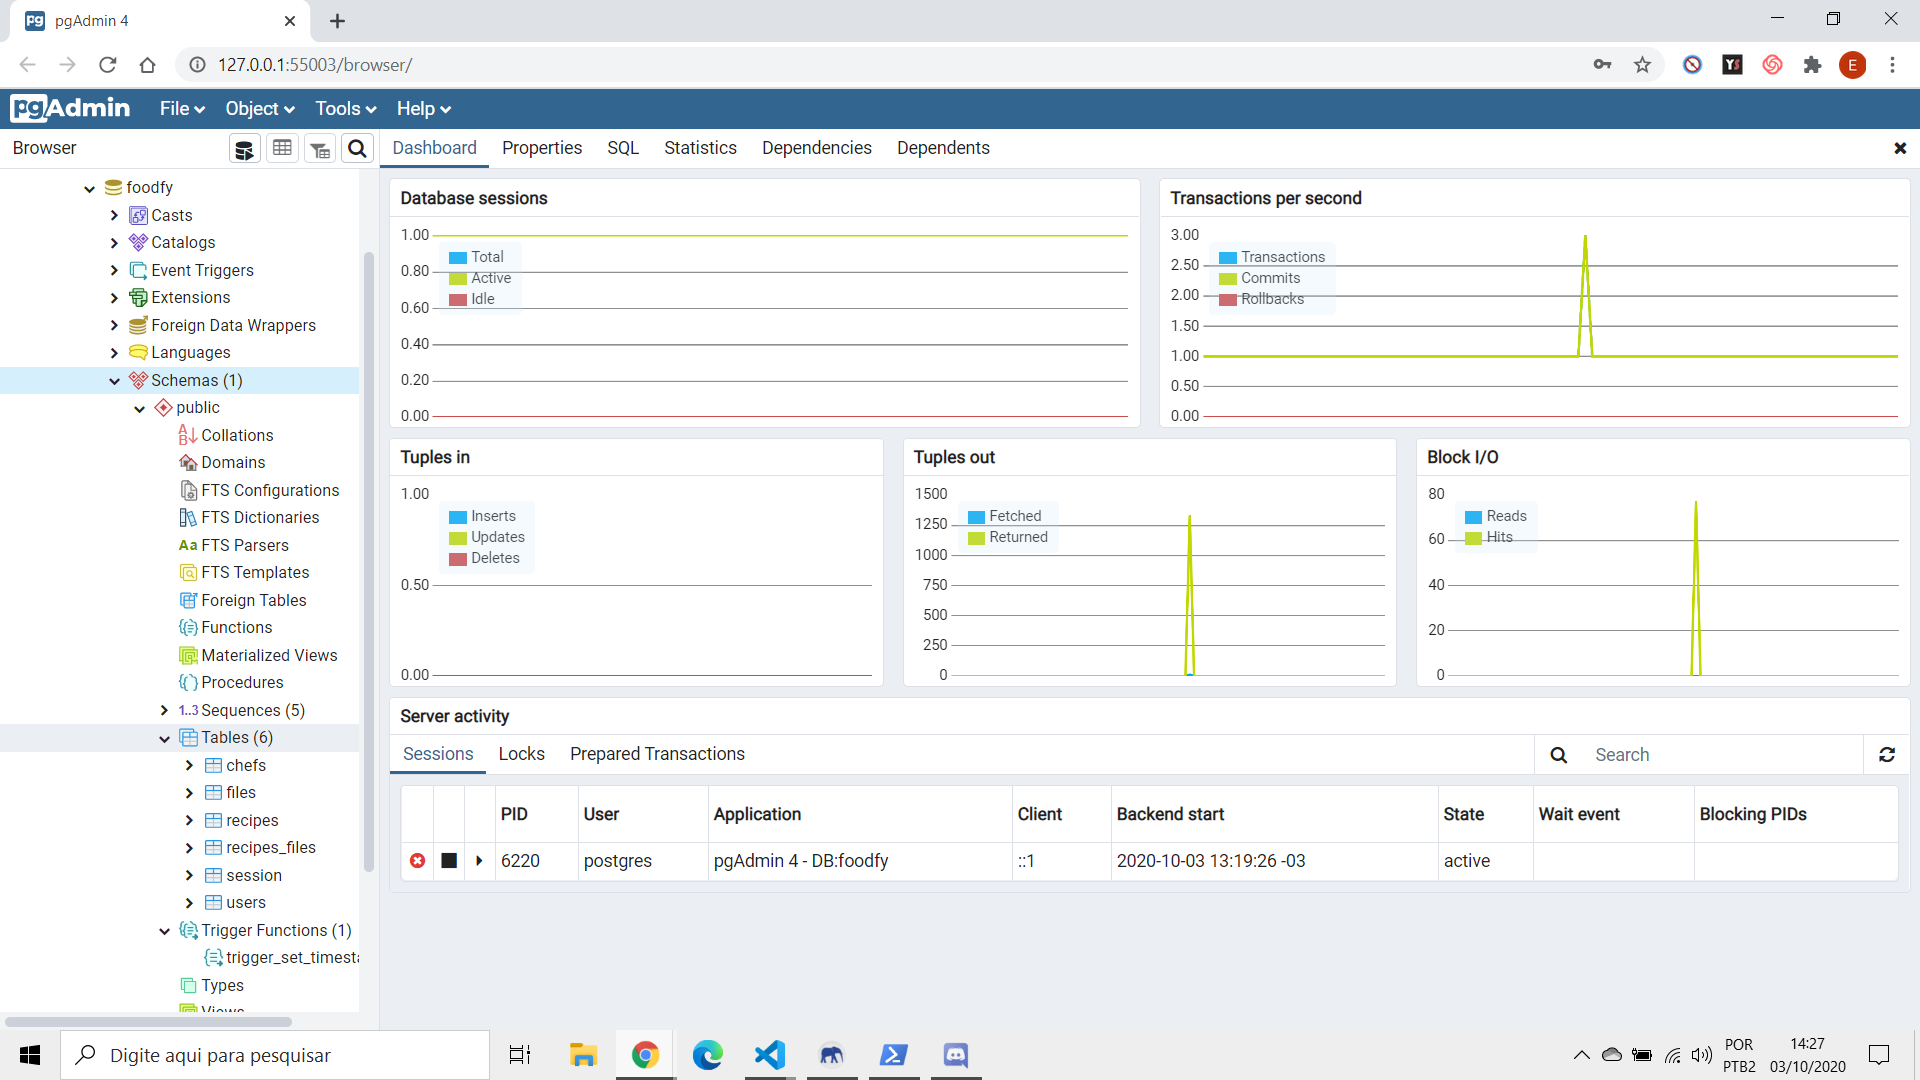 pgAdmin 4
127.0.0.1:55003/browser/
E
pgAdmin File Object Tools Help
Browser
Dashboard Properties SQL Statistics Dependencies Dependents
foodfy
Casts
Catalogs
Event Triggers
Extensions
Foreign Data Wrappers
Languages
Schemas (1)
public
Collations
Domains
FTS Configurations
FTS Dictionaries
Aa FTS Parsers
FTS Templates
Foreign Tables
Functions
Materialized Views
Procedures
1..3 Sequences (5)
Tables (6)
chefs
files
recipes
recipes_files
session
users
Trigger Functions (1)
trigger_set_timesta
Types
Views
Database sessions
1.00
0.80
0.60
0.40
0.20
0.00
Total
Active
Idle
Transactions per second
3.00
2.50
2.00
1.50
1.00
0.50
0.00
Transactions
Commits
Rollbacks
Tuples in
1.00
0.50
0.00
Inserts
Updates
Deletes
Tuples out
1500
1250
1000
750
500
250
0
Fetched
Returned
Block I/O
80
60
40
20
0
Reads
Hits
Server activity
Sessions Locks Prepared Transactions
Search
PID User Application Client Backend start State Wait event Blocking PIDs
6220 postgres pgAdmin 4 - DB:foodfy ::1 2020-10-03 13:19:26 -03 active
Digite aqui para pesquisar
POR
PTB2
14:27
03/10/2020